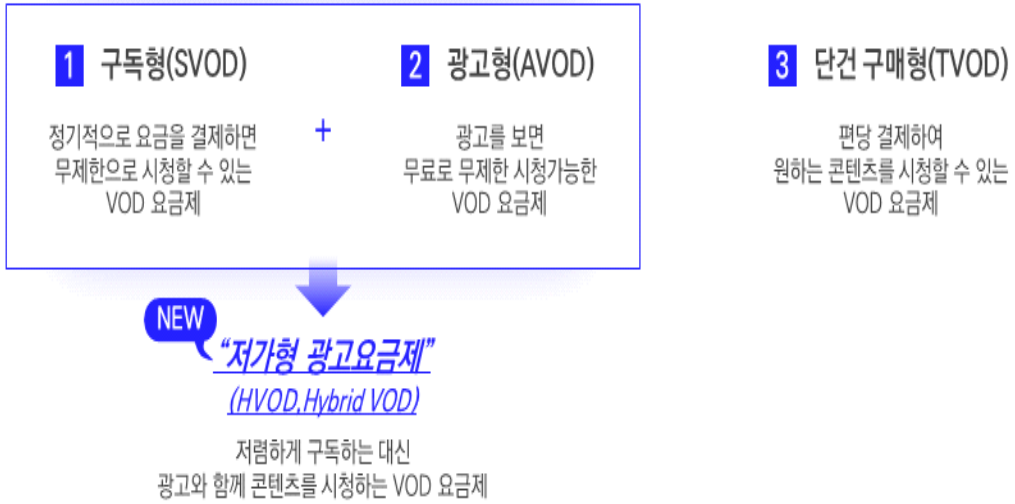 1 구독형(SVOD)
정기적으로 요금을 결제하면
무제한으로 시청할 수 있는
VOD 요금제
+
2 광고형(AVOD)
광고를 보면
무료로 무제한 시청가능한
VOD 요금제
3 단건 구매형(TVOD)
편당 결제하여
원하는 콘텐츠를 시청할 수 있는
VOD 요금제
NEW
“저가형 광고요금제”
(HVOD,Hybrid VOD)
저렴하게 구독하는 대신
광고와 함께 콘텐츠를 시청하는 VOD 요금제